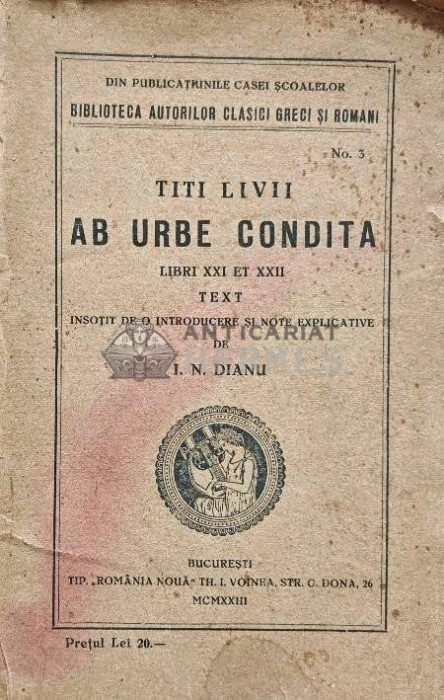 DIN PUBLICAȚIUNILE CASEI ȘCOALELOR
BIBLIOTECA AUTORILOR CLASICI GRECI ȘI ROMANI
No. 3
TITI LIVII
AB URBE CONDITA
LIBRI XXI ET XXII
TEXT
INSOȚIT DE O INTRODUCERE ȘI NOTE EXPLICATIVE
DE
ANTICARIAT
HERMES
I. N. DIANU
BUCUREȘTI
TIP. „ROMÂNIA NOUĂ“ TH. I. VOINEA, STR. G. DONA, 26
MCMXXIII
Prețul Lei 20.—